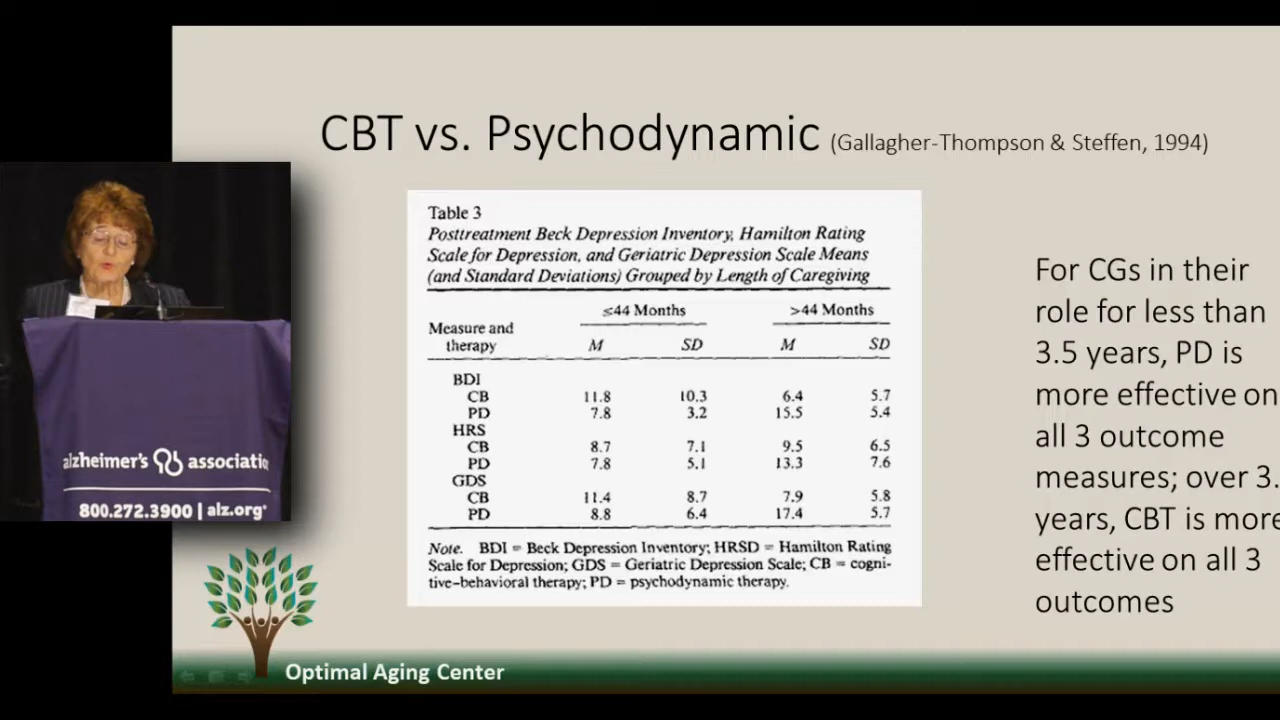 CBT vs. Psychodynamic (Gallagher-Thompson & Steffen, 1994)
Table 3
Posttreatment Beck Depression Inventory, Hamilton Rating
Scale for Depression, and Geriatric Depression Scale Means
(and Standard Deviations) Grouped by Length of Caregiving
≤44 Months >44 Months
Measure and
therapy M SD M SD
BDI
CB 11.8 10.3 6.4 5.7
PD 7.8 3.2 15.5 5.4
HRS
CB 8.7 7.1 9.5 6.5
PD 7.8 5.1 13.3 7.6
GDS
CB 11.4 8.7 7.9 5.8
PD 8.8 6.4 17.4 5.7
Note. BDI = Beck Depression Inventory; HRSD = Hamilton Rating
Scale for Depression; GDS = Geriatric Depression Scale; CB = cogni-
tive-behavioral therapy; PD = psychodynamic therapy.
For CGs in their
role for less than
3.5 years, PD is
more effective on
all 3 outcome
measures; over 3.
years, CBT is more
effective on all 3
outcomes
alzheimer's associatio
800.272.3900 | alz.org
Optimal Aging Center